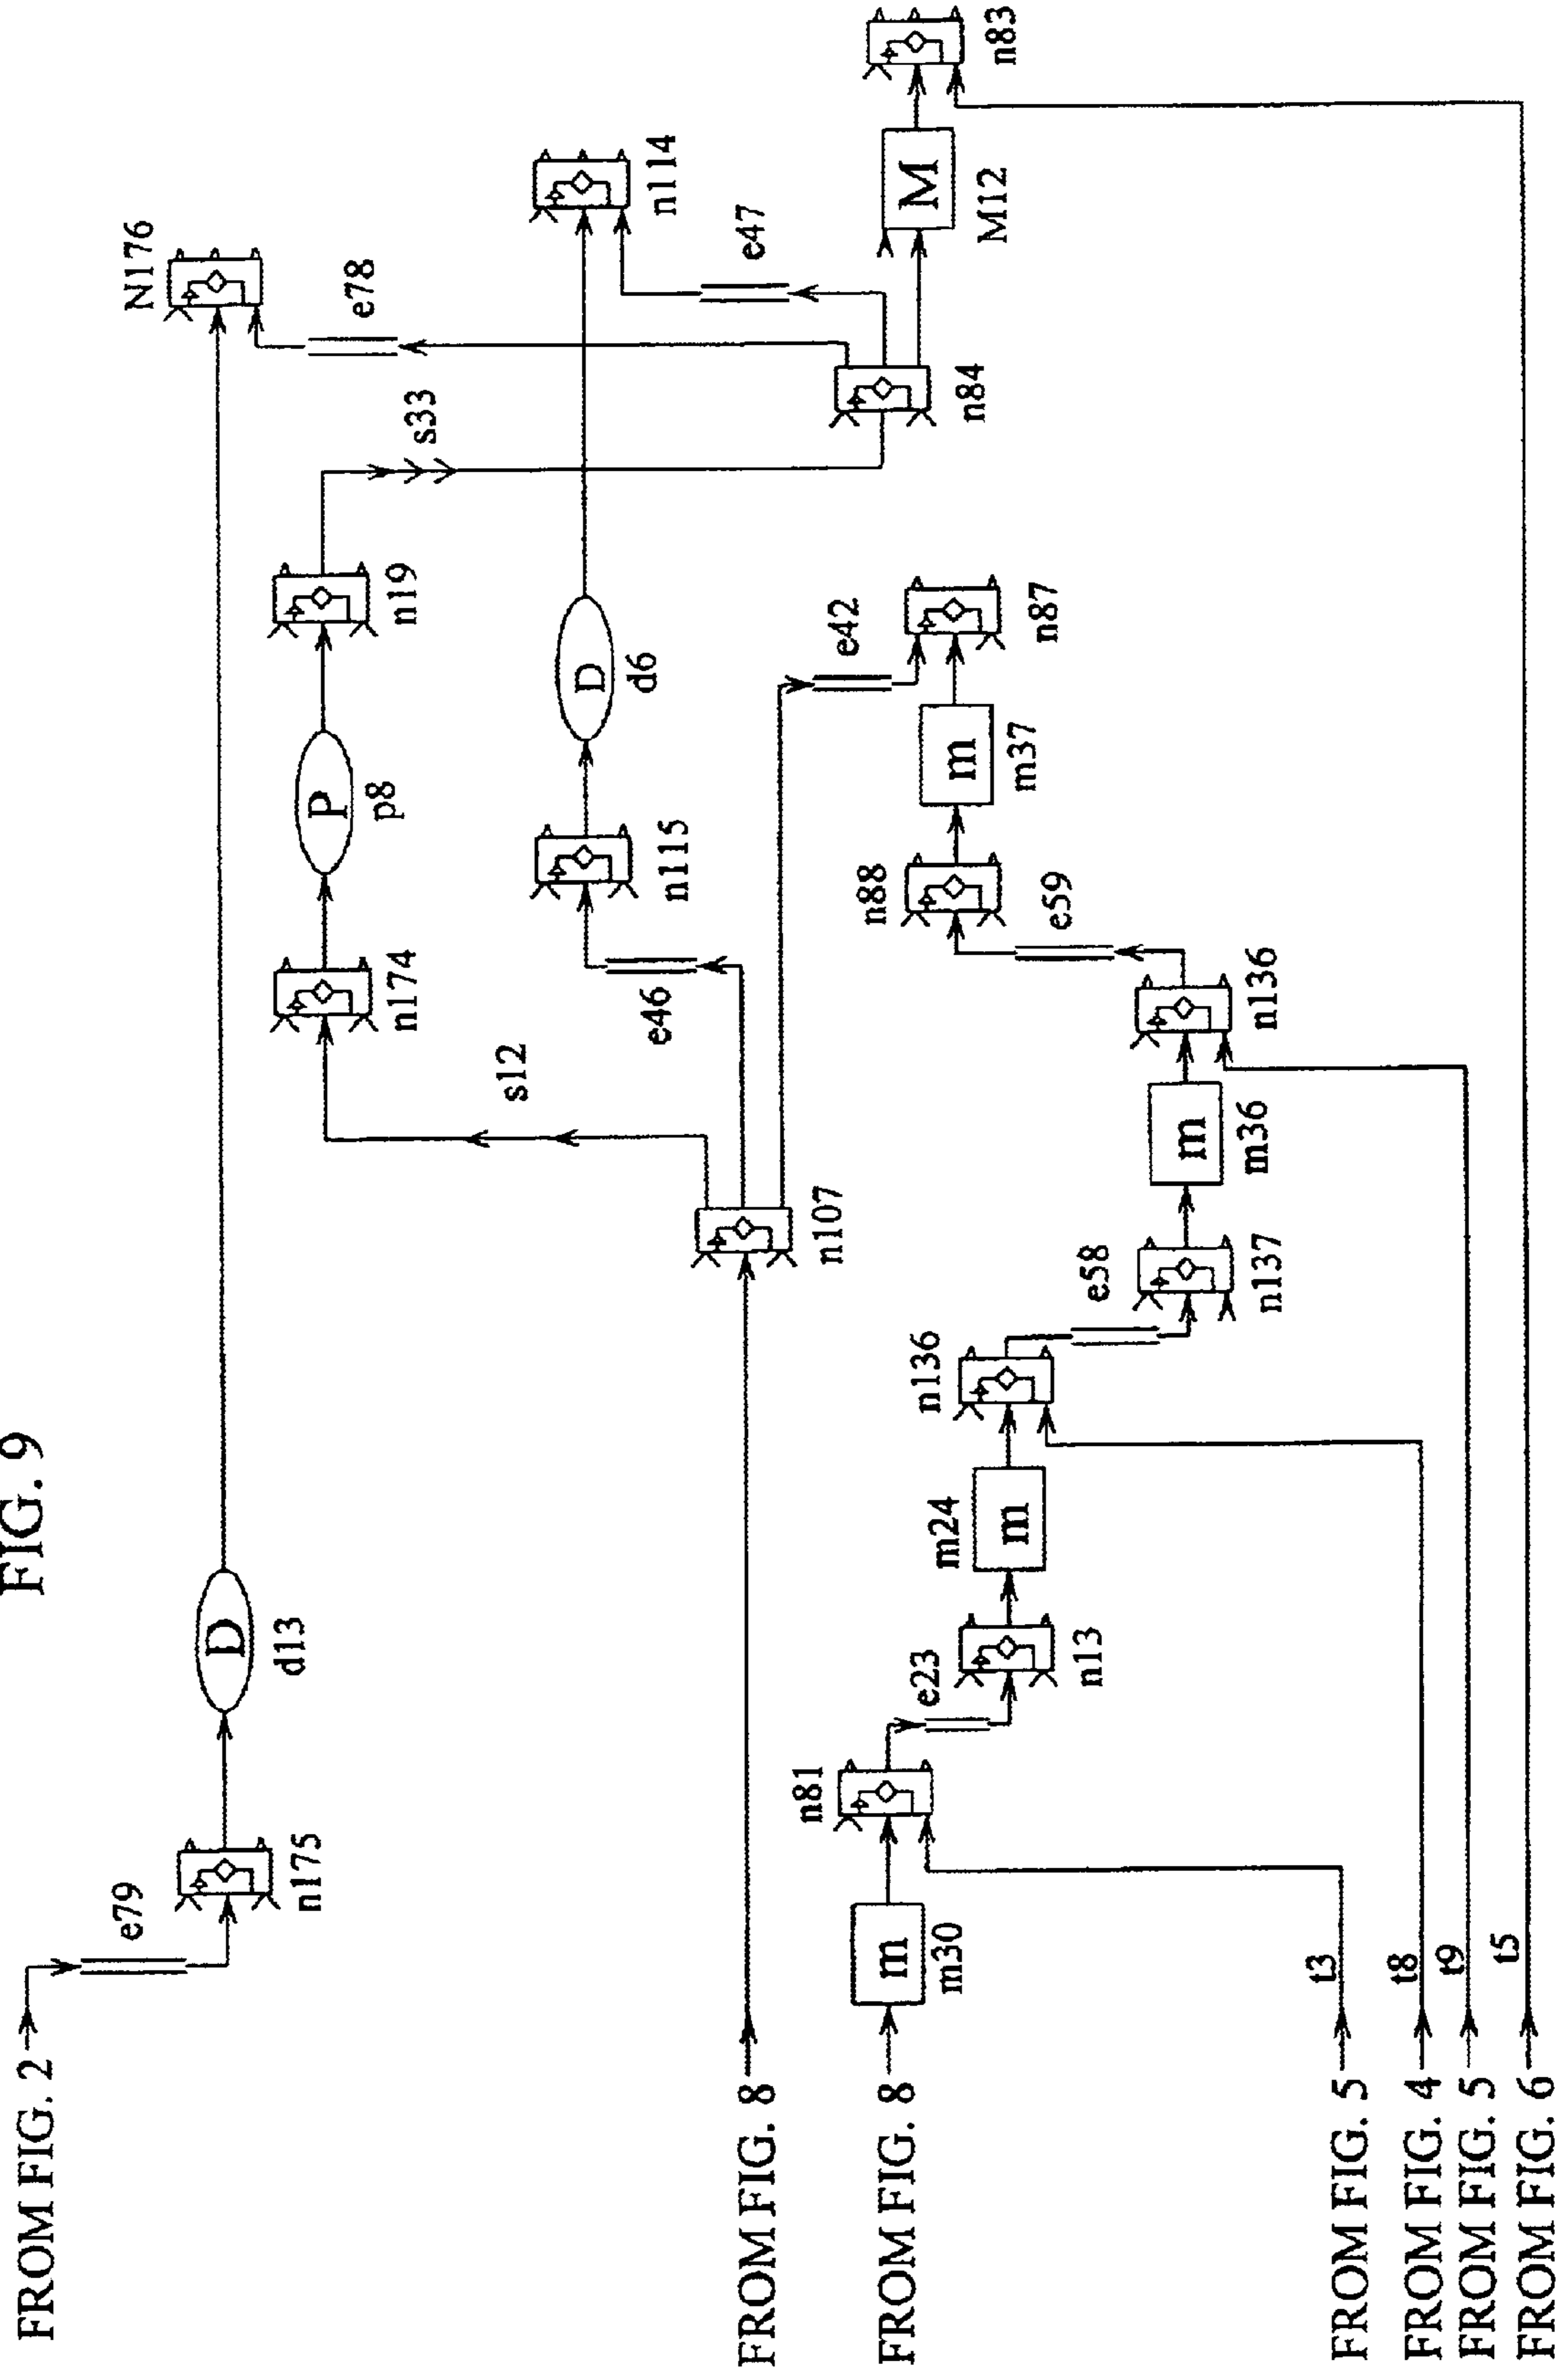 FIG. 9
FROM FIG. 2
e79
n175
D
d13
N176
e78
n174
P
p8
n19
s33
s12
n115
D
d6
n114
e46
e47
FROM FIG. 8
n107
n84
M
M12
n83
e42
FROM FIG. 8
m
m30
n81
e23
n13
m24
m
n136
e58
n137
m
m36
n136
e59
n88
m
m37
n87
FROM FIG. 5
t3
FROM FIG. 4
t8
FROM FIG. 5
t9
FROM FIG. 6
t5